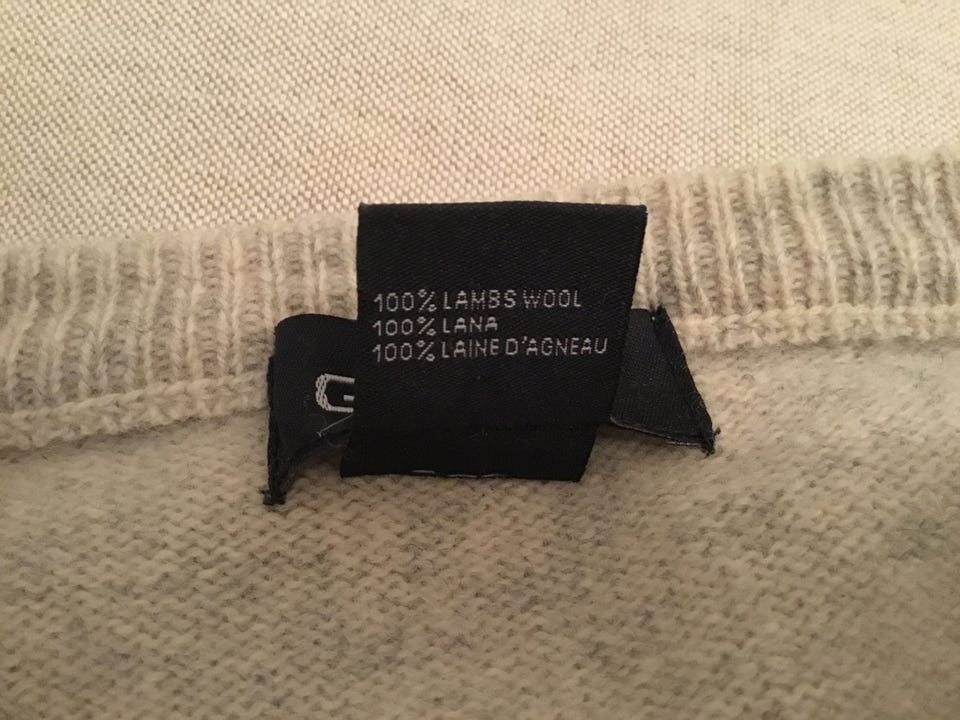 100% LAMBS WOOL
100% LANA
100% LAINE D'AGNEAU
G